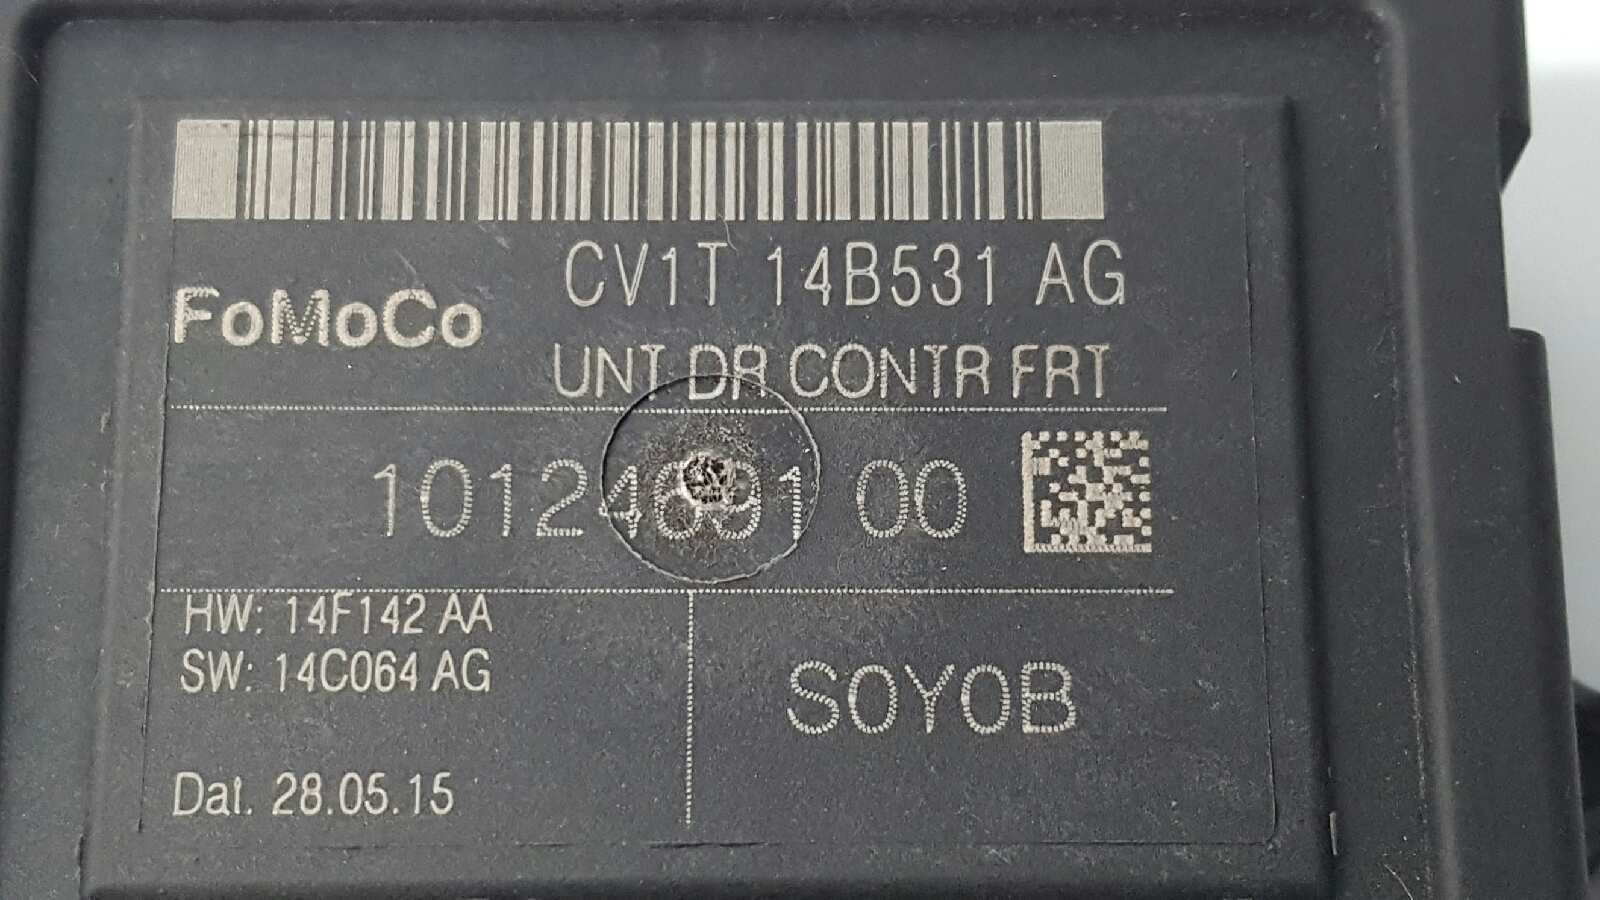 CV1T 14B531 AG
FoMoCo
UNT DR CONTR FRT
00
HW: 14F142 AA
SW: 14C064 AG
S0Y0B
Dat. 28.05.15